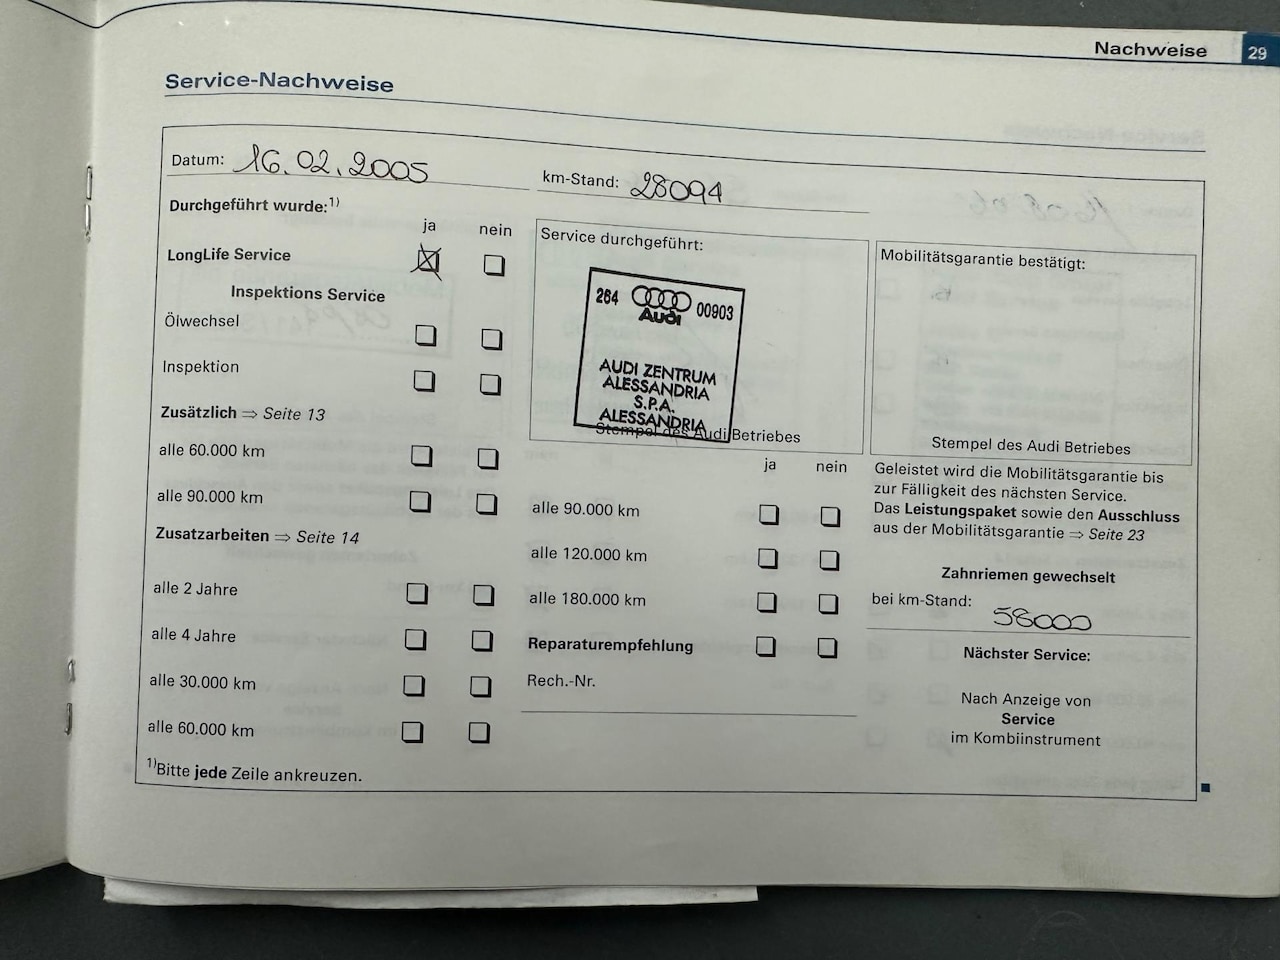 Nachweise 29
Service-Nachweise
Datum: 16.02.2005
km-Stand: 28094
Durchgeführt wurde:1)
ja nein
LongLife Service
Inspektions Service
Ölwechsel
Inspektion
Zusätzlich ⇒ Seite 13
alle 60.000 km
alle 90.000 km
Zusatzarbeiten ⇒ Seite 14
alle 2 Jahre
alle 4 Jahre
alle 30.000 km
alle 60.000 km
1)Bitte jede Zeile ankreuzen.
Service durchgeführt:
264 00903
Audi
AUDI ZENTRUM
ALESSANDRIA
S.P.A.
ALESSANDRIA
Stempel des Audi Betriebes
ja nein
alle 90.000 km
alle 120.000 km
alle 180.000 km
Reparaturempfehlung
Rech.-Nr.
Mobilitätsgarantie bestätigt:
Stempel des Audi Betriebes
Geleistet wird die Mobilitätsgarantie bis
zur Fälligkeit des nächsten Service.
Das Leistungspaket sowie den Ausschluss
aus der Mobilitätsgarantie ⇒ Seite 23
Zahnriemen gewechselt
bei km-Stand: 58000
Nächster Service:
Nach Anzeige von
Service
im Kombiinstrument